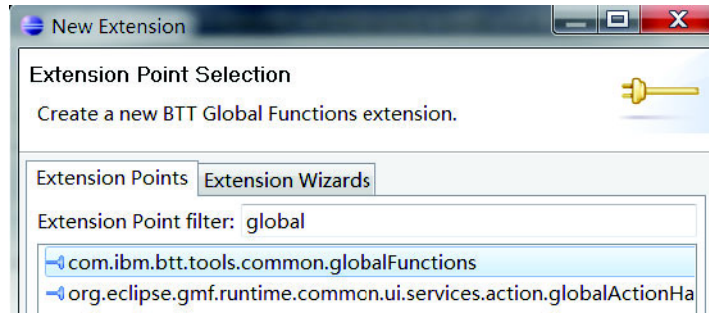 New Extension
Extension Point Selection
Create a new BTT Global Functions extension.
Extension Points Extension Wizards
Extension Point filter: global
com.ibm.btt.tools.common.globalFunctions
org.eclipse.gmf.runtime.common.ui.services.action.globalActionHa